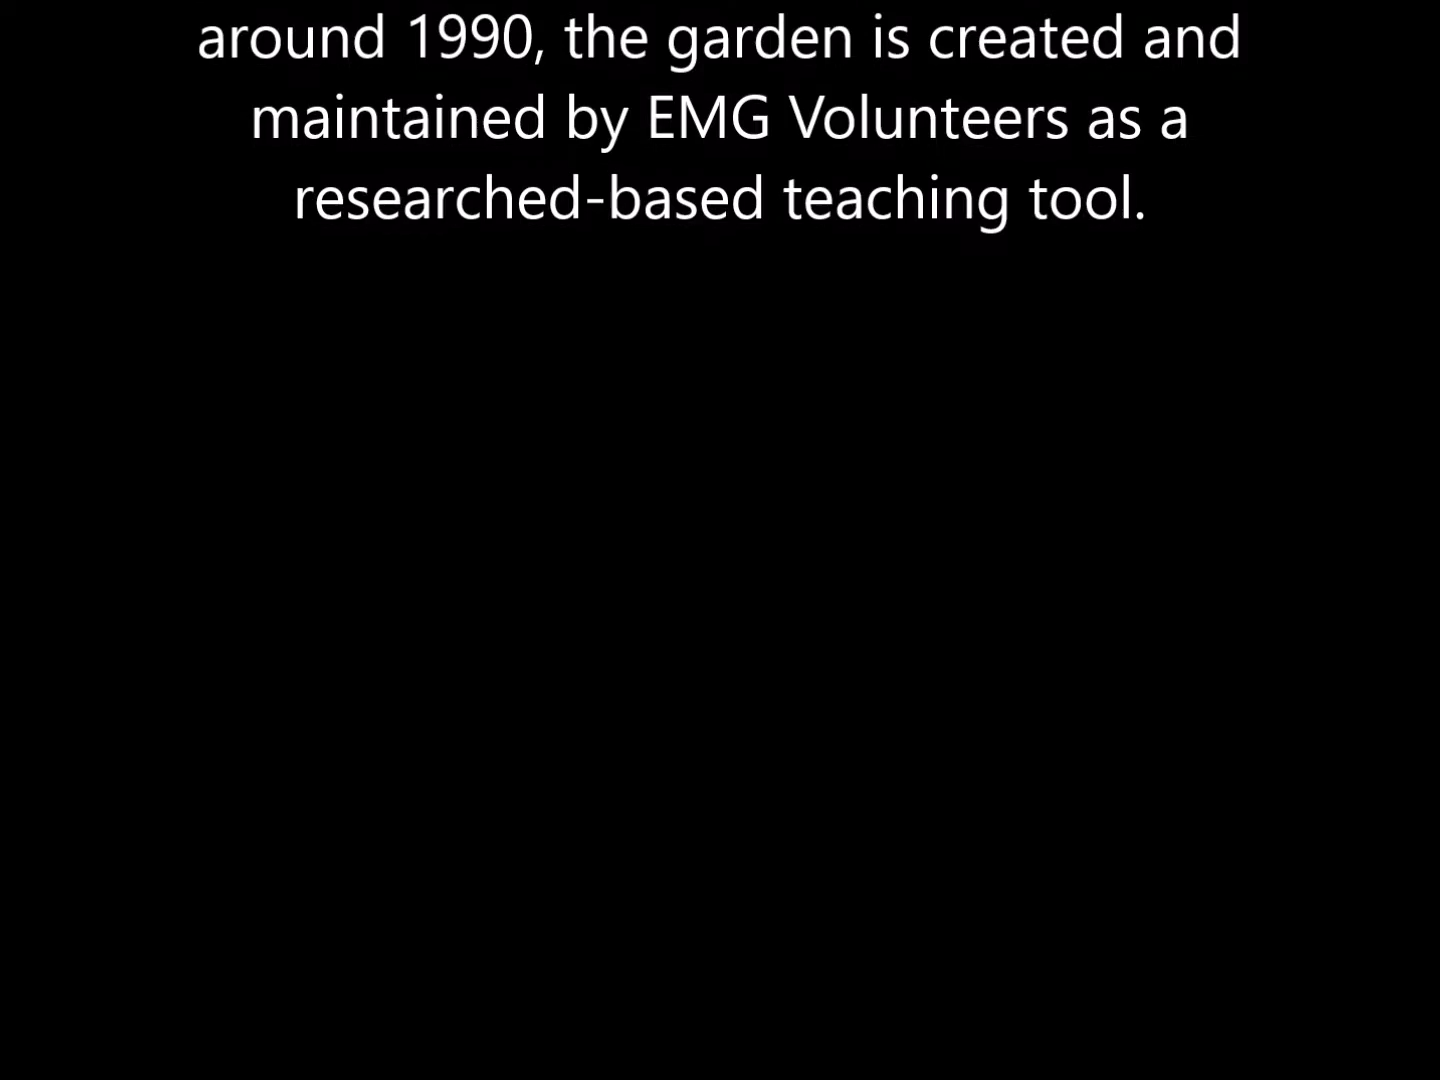 around 1990, the garden is created and
maintained by EMG Volunteers as a
researched-based teaching tool.